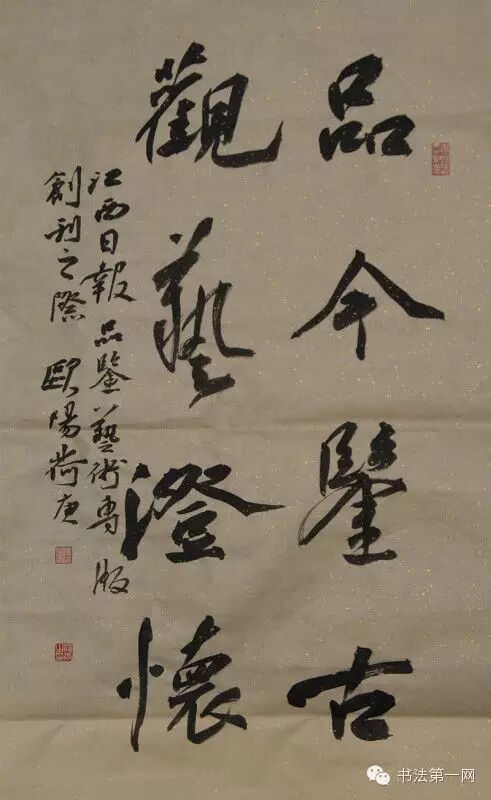 品今鑒古
觀藝澄懷
江西日報品鑒藝術專版
創刊之際 歐陽荷庚
书法第一网